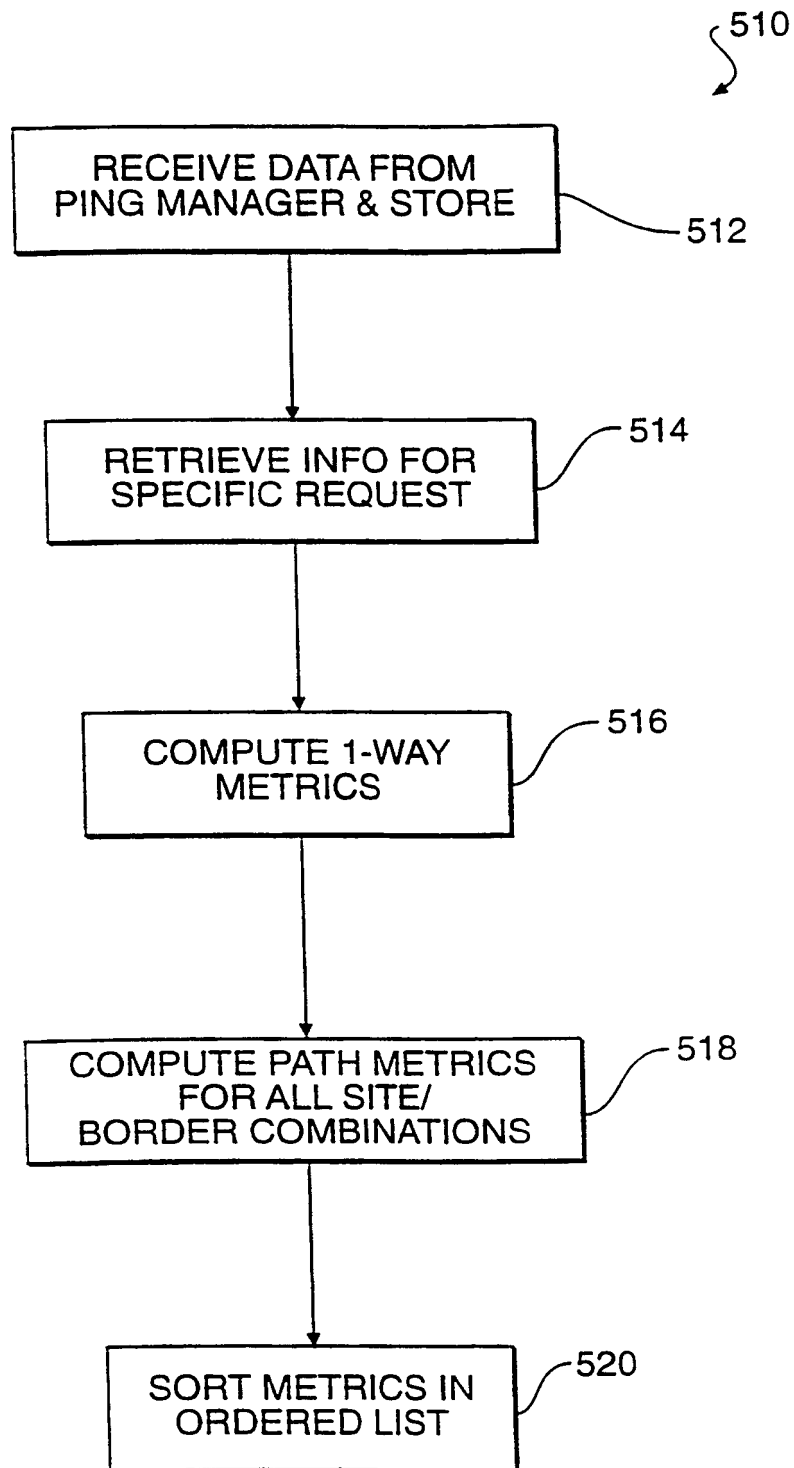 510
RECEIVE DATA FROM
PING MANAGER & STORE
512
RETRIEVE INFO FOR
SPECIFIC REQUEST
514
COMPUTE 1-WAY
METRICS
516
COMPUTE PATH METRICS
FOR ALL SITE/
BORDER COMBINATIONS
518
SORT METRICS IN
ORDERED LIST
520